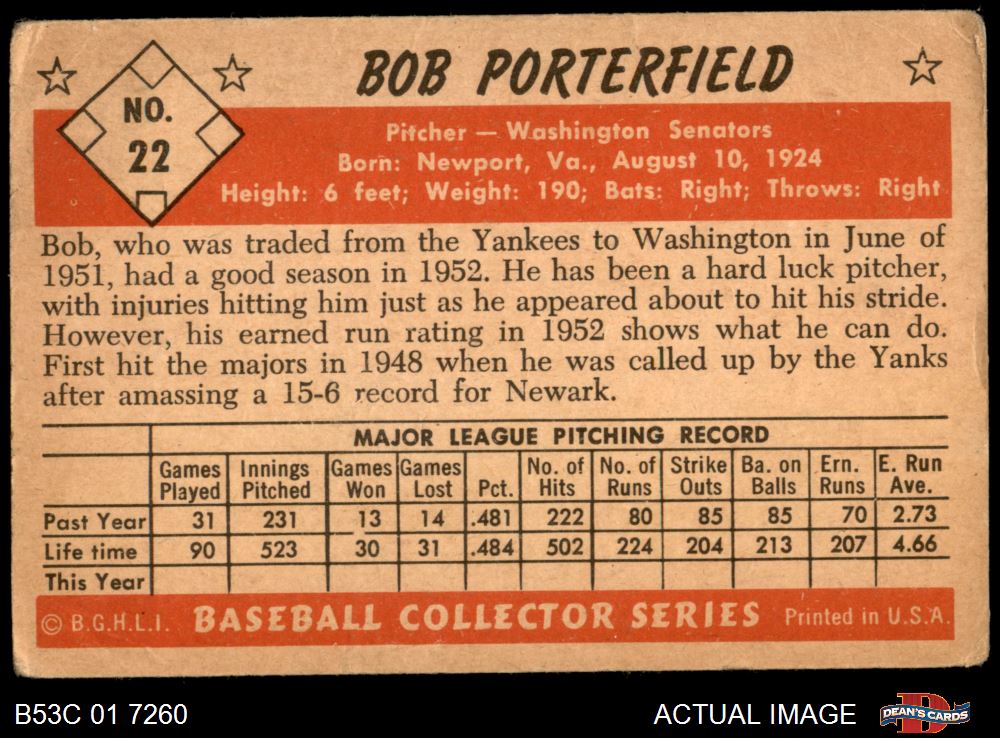 BOB PORTERFIELD
NO.
22
Pitcher — Washington Senators
Born: Newport, Va., August 10, 1924
Height: 6 feet; Weight: 190; Bats: Right; Throws: Right
Bob, who was traded from the Yankees to Washington in June of
1951, had a good season in 1952. He has been a hard luck pitcher,
with injuries hitting him just as he appeared about to hit his stride.
However, his earned run rating in 1952 shows what he can do.
First hit the majors in 1948 when he was called up by the Yanks
after amassing a 15-6 record for Newark.
MAJOR LEAGUE PITCHING RECORD
Games Innings Games Games No. of No. of Strike Ba. on Ern. E. Run
Played Pitched Won Lost Pct. Hits Runs Outs Balls Runs Ave.
Past Year 31 231 13 14 .481 222 80 85 85 70 2.73
Life time 90 523 30 31 .484 502 224 204 213 207 4.66
This Year
© B.G.H.L.I. BASEBALL COLLECTOR SERIES Printed in U.S.A.
B53C 01 7260 ACTUAL IMAGE DEAN'S CARDS